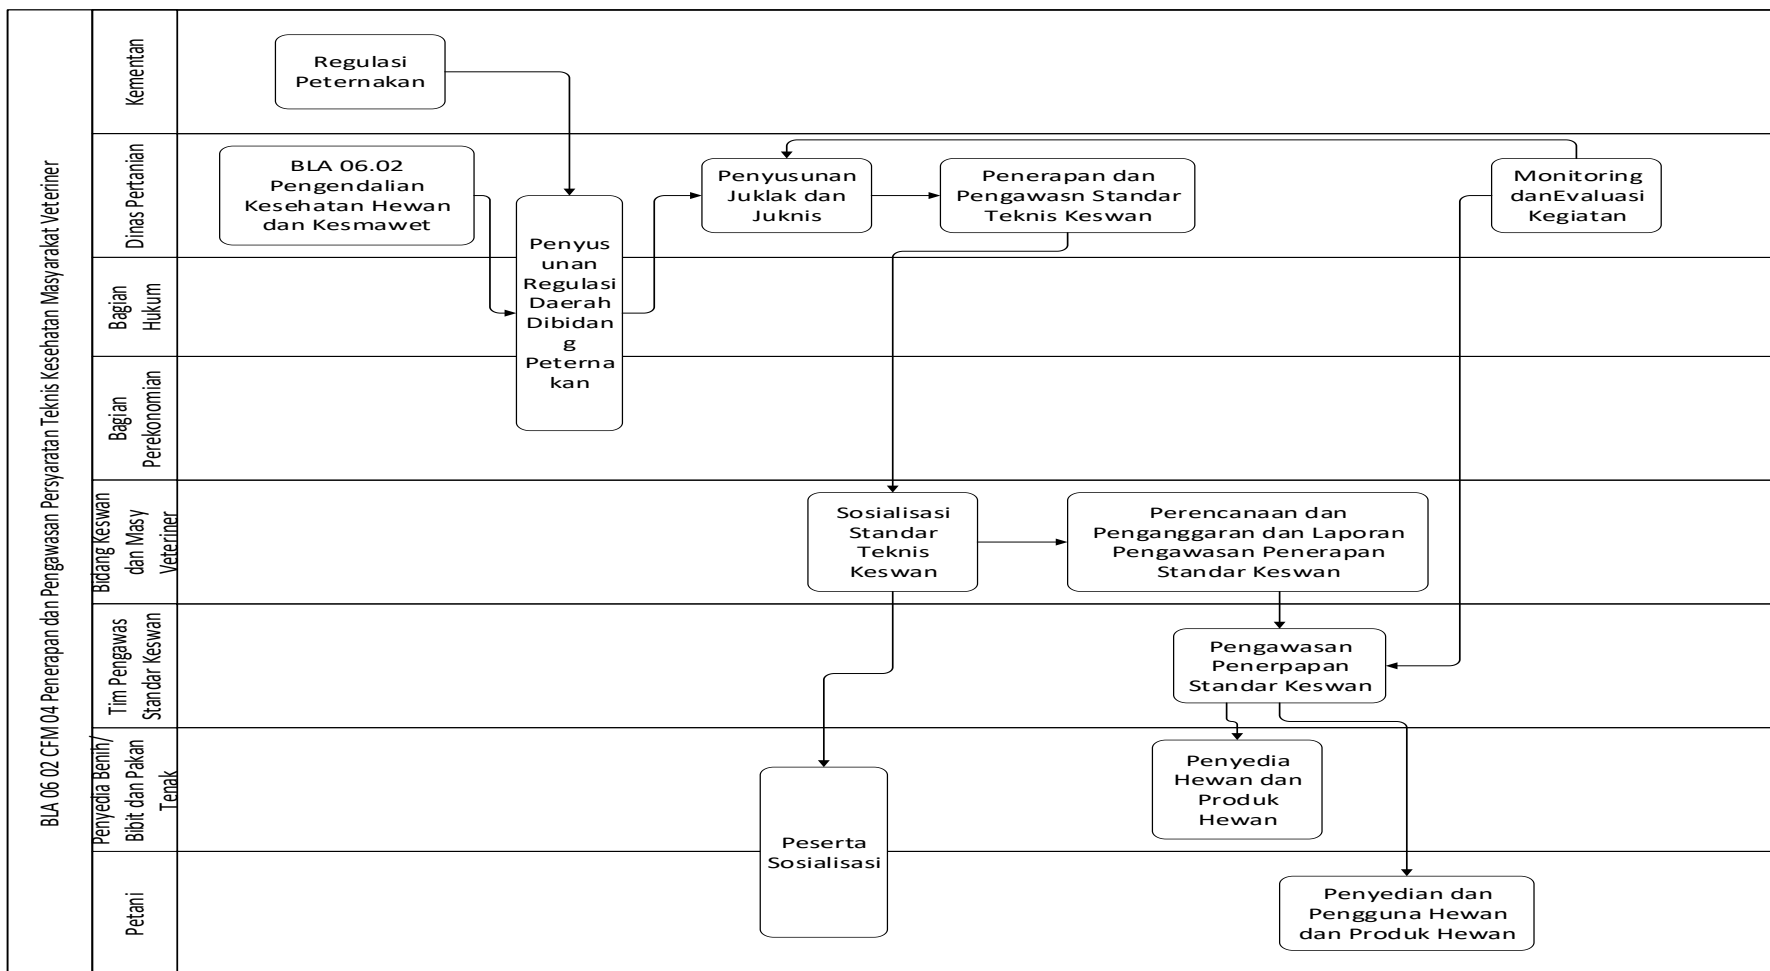 BLA 06 02 CFM 04 Penerapan dan Pengawasan Persyaratan Teknis Kesehatan Masyarakat Veteriner
Kementan
Regulasi
Peternakan
Dinas Pertanian
BLA 06.02
Pengendalian
Kesehatan Hewan
dan Kesmawet
Penyusunan
Juklak dan
Juknis
Penerapan dan
Pengawasn Standar
Teknis Keswan
Monitoring
danEvaluasi
Kegiatan
Penyus
unan
Regulasi
Daerah
Dibidan
g
Peterna
kan
Bagian
Hukum
Bagian
Perekonomian
Bidang Keswan
dan Masy
Veteriner
Sosialisasi
Standar
Teknis
Keswan
Perencanaan dan
Penganggaran dan Laporan
Pengawasan Penerapan
Standar Keswan
Tim Pengawas
Standar Keswan
Pengawasan
Penerpapan
Standar Keswan
Penyedia Benih/
Bibit dan Pakan
Tenak
Penyedia
Hewan dan
Produk
Hewan
Peserta
Sosialisasi
Petani
Penyedian dan
Pengguna Hewan
dan Produk Hewan